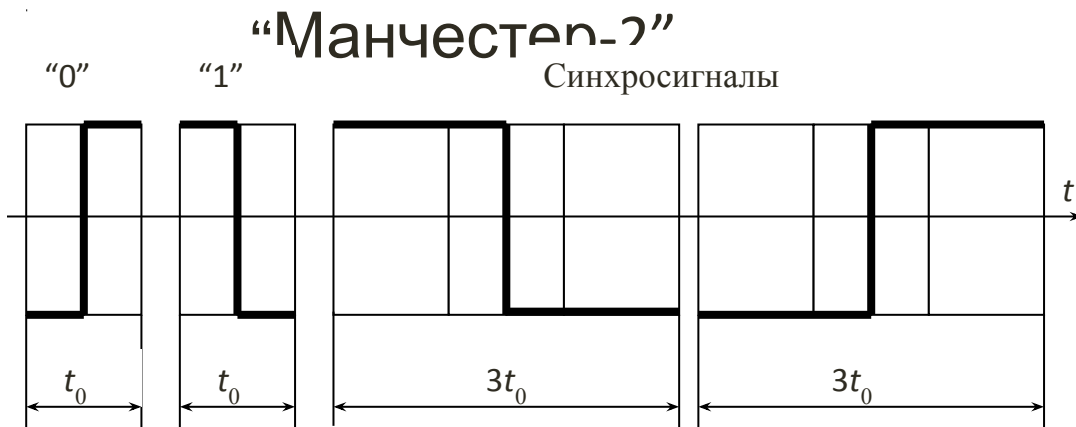 “Манчестер-2”
“0” “1” Синхросигналы
t
t₀ t₀ 3t₀ 3t₀